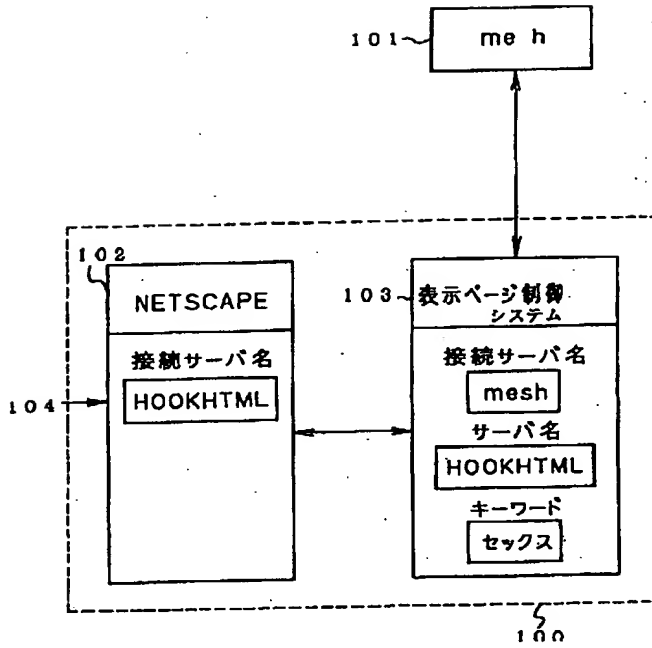 101
me h
102
NETSCAPE
接続サーバ名
HOOKHTML
104
103
表示ページ制御
システム
接続サーバ名
mesh
サーバ名
HOOKHTML
キーワード
セックス
100